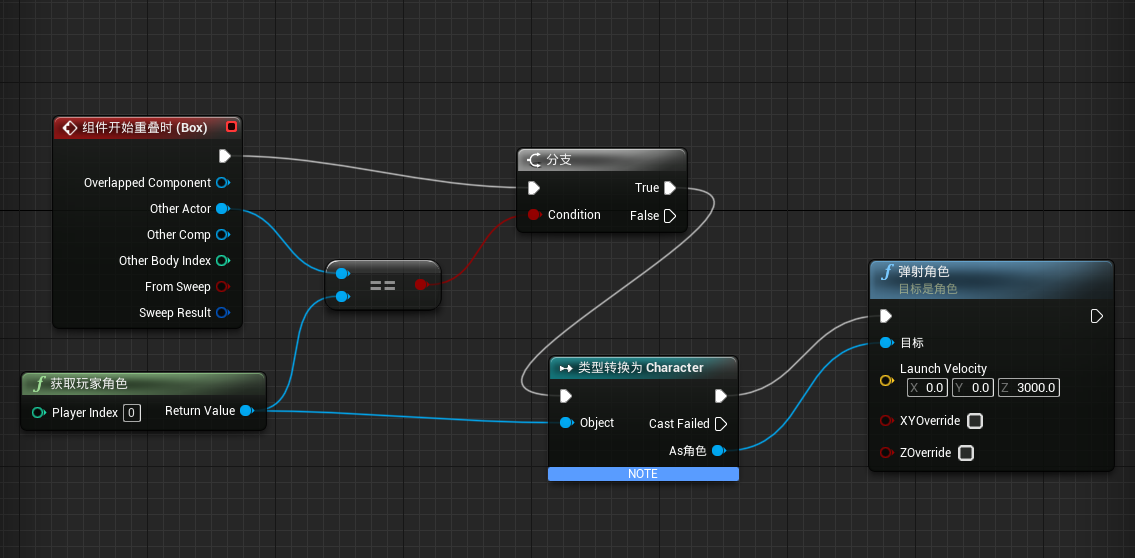 组件开始重叠时 (Box)
Overlapped Component
Other Actor
Other Comp
Other Body Index
From Sweep
Sweep Result
获取玩家角色
Player Index 0
Return Value
==
分支
True
Condition
False
类型转换为 Character
Object
Cast Failed
As角色
NOTE
弹射角色
目标是角色
目标
Launch Velocity
X 0.0 Y 0.0 Z 3000.0
XYOverride
ZOverride